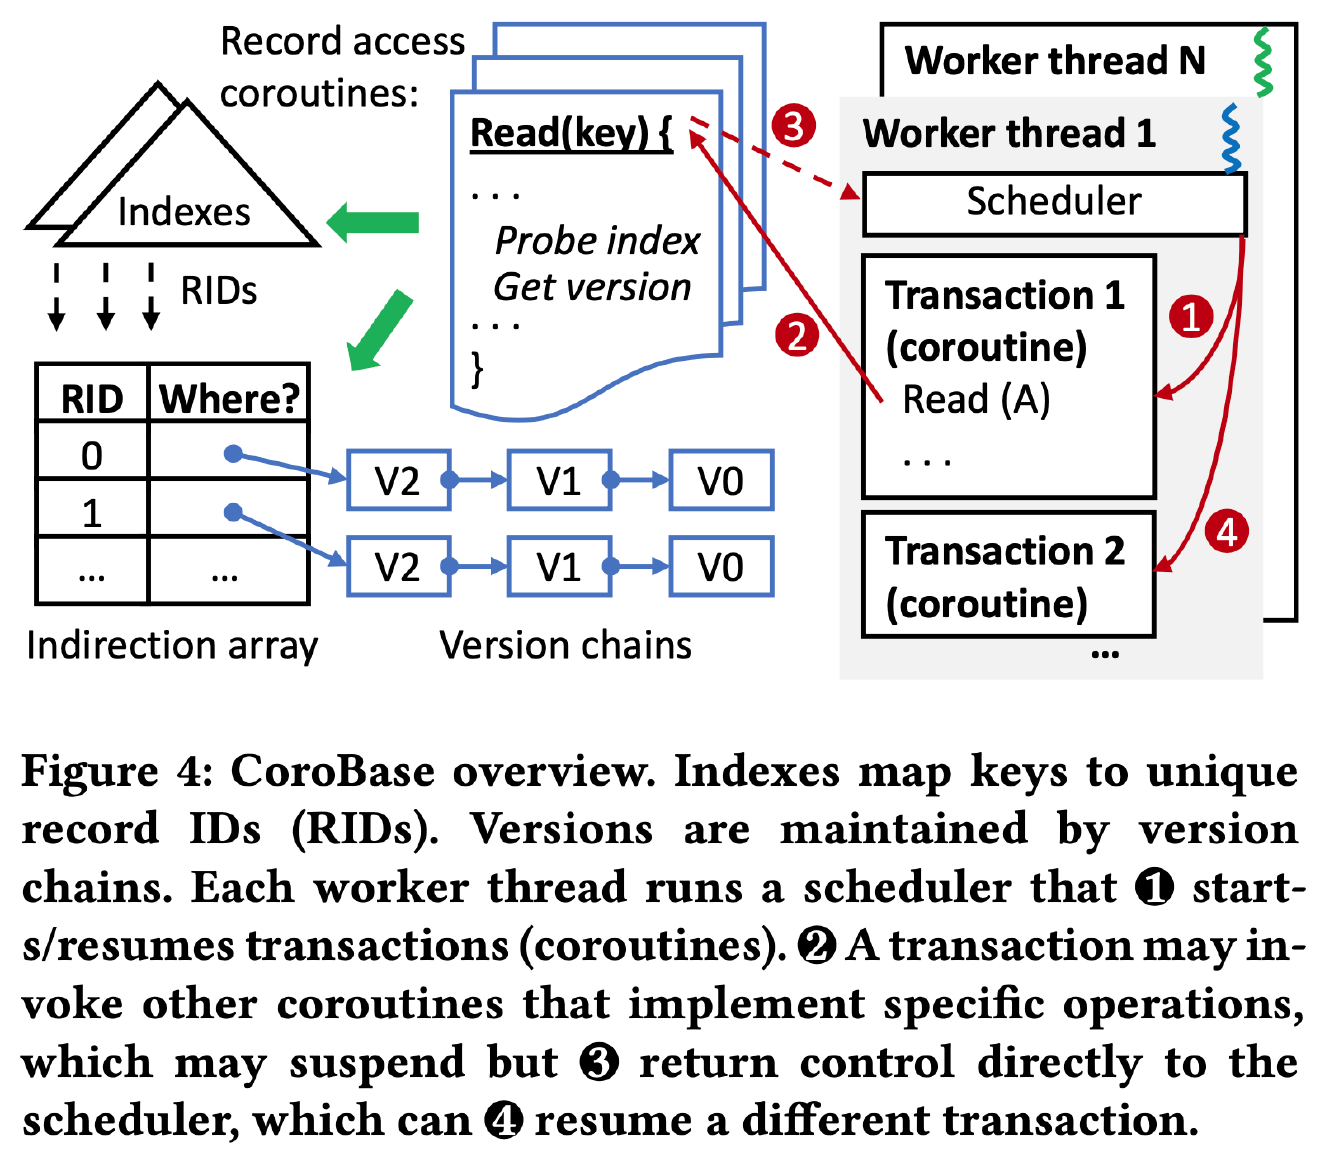 Record access
coroutines:
Indexes
RIDs
RID Where?
0
1
... ...
Indirection array
Read(key) {
. . .
Probe index
Get version
. . .
}
V2 V1 V0
V2 V1 V0
Version chains
Worker thread N
Worker thread 1
Scheduler
Transaction 1
(coroutine)
Read (A)
. . .
Transaction 2
(coroutine)
...
1
2
3
4
Figure 4: CoroBase overview. Indexes map keys to unique
record IDs (RIDs). Versions are maintained by version
chains. Each worker thread runs a scheduler that ❶ start-
s/resumes transactions (coroutines). ❷ A transaction may in-
voke other coroutines that implement specific operations,
which may suspend but ❸ return control directly to the
scheduler, which can ❹ resume a different transaction.